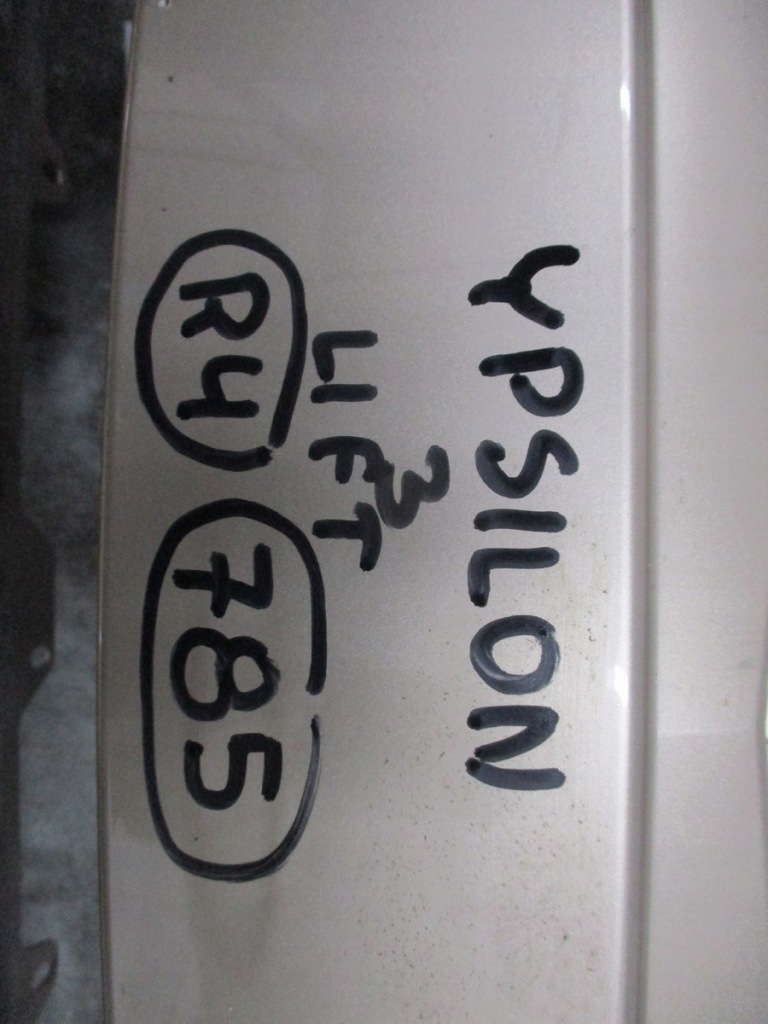 YPSILON
3
LIFT
R4 785